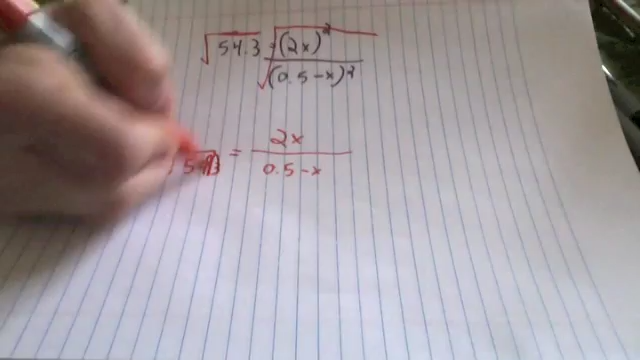 √54.3 = √(2x)²
√(0.5-x)²
= 2x
0.5-x